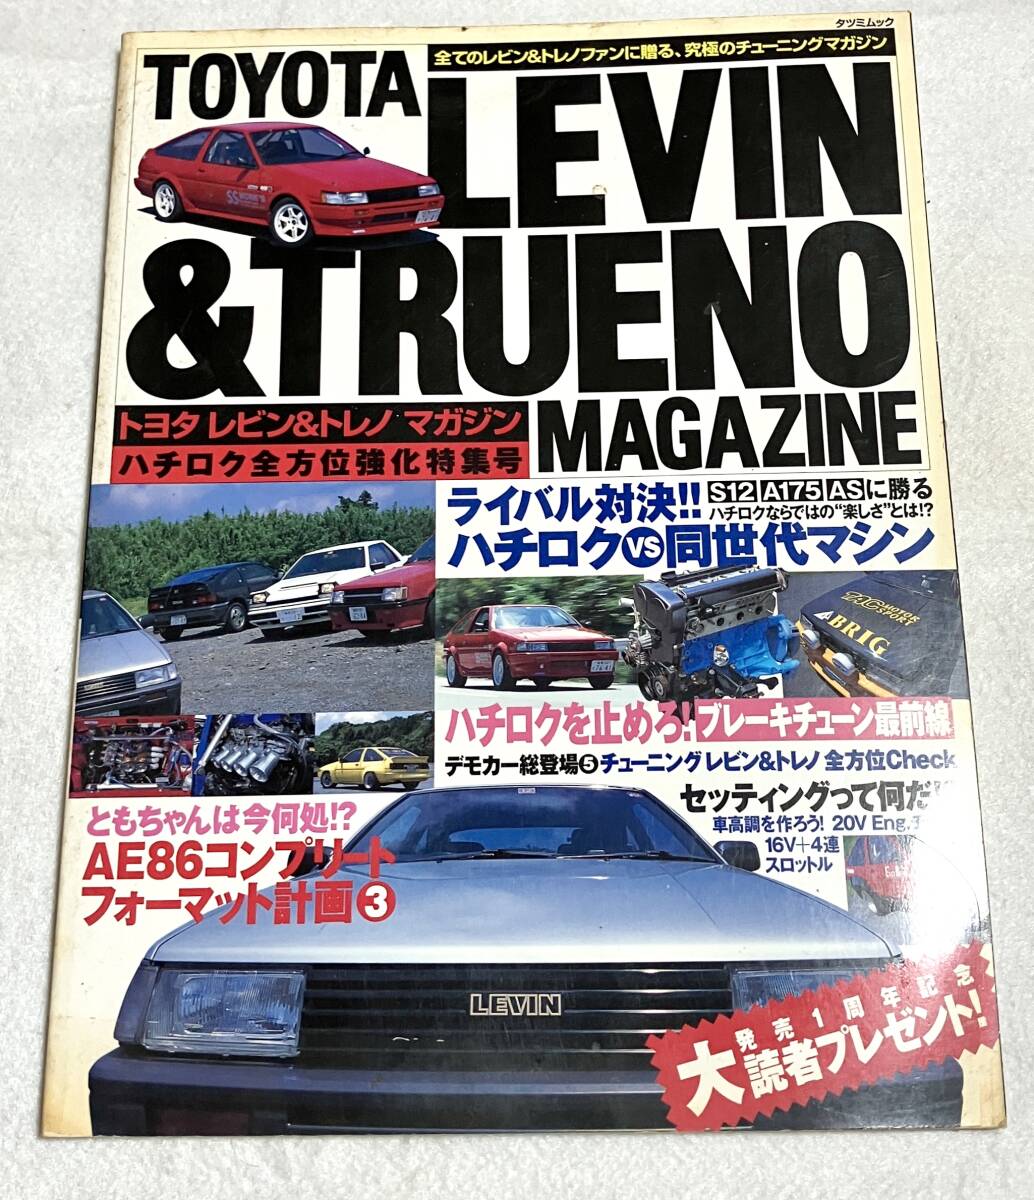 タツミムック
全てのレビン&トレノファンに贈る、究極のチューニングマガジン
TOYOTA
LEVIN
&TRUENO
MAGAZINE
トヨタ レビン&トレノ マガジン
ハチロク全方位強化特集号
ライバル対決!! S12 A175 ASに勝る
ハチロクならではの“楽しさ”とは!?
ハチロクVS同世代マシン
ZAC MOTOR SPORT
BRIG
ハチロクを止めろ! ブレーキチューン最前線
デモカー総登場❺チューニングレビン&トレノ 全方位Check
セッティングって何だ!?
車高調を作ろう! 20V Eng.
16V+4連
スロットル
ともちゃんは今何処!?
AE86コンプリート
フォーマット計画③
LEVIN
発売1周年記念
大読者プレゼント!